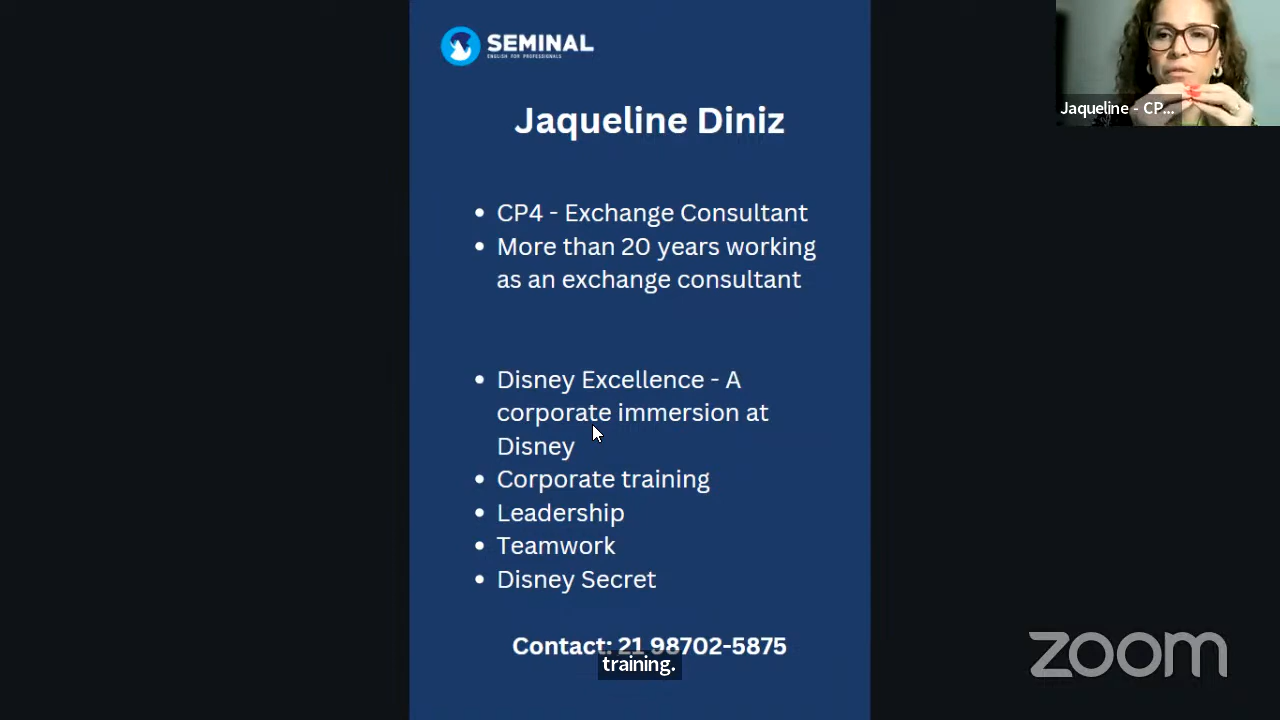 SEMINAL
ENGLISH FOR PROFESSIONALS
Jaqueline Diniz
Jaqueline - CP...
• CP4 - Exchange Consultant
• More than 20 years working
as an exchange consultant
• Disney Excellence - A
corporate immersion at
Disney
• Corporate training
• Leadership
• Teamwork
• Disney Secret
Contact: 21 98702-5875
training.
zoom